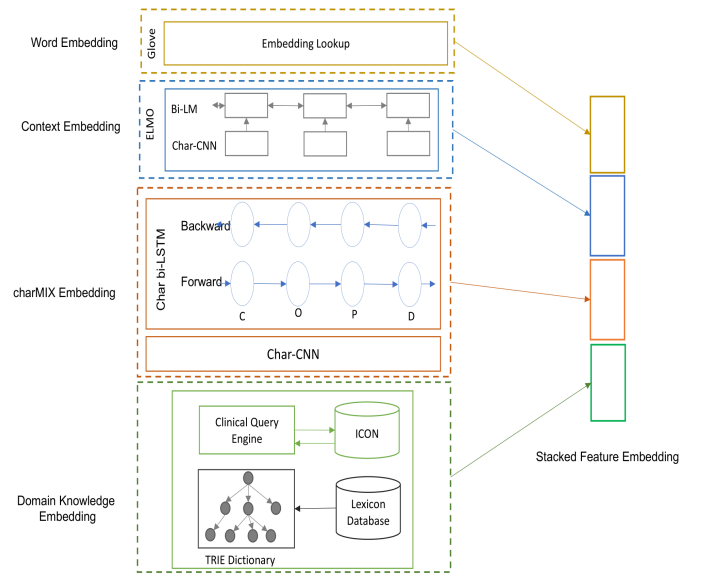 Word Embedding
Glove
Embedding Lookup
Context Embedding
ELMO
Bi-LM
Char-CNN
charMIX Embedding
Char bi-LSTM
Backward
Forward
C O P D
Char-CNN
Domain Knowledge
Embedding
Clinical Query
Engine
ICON
Lexicon
Database
TRIE Dictionary
Stacked Feature Embedding